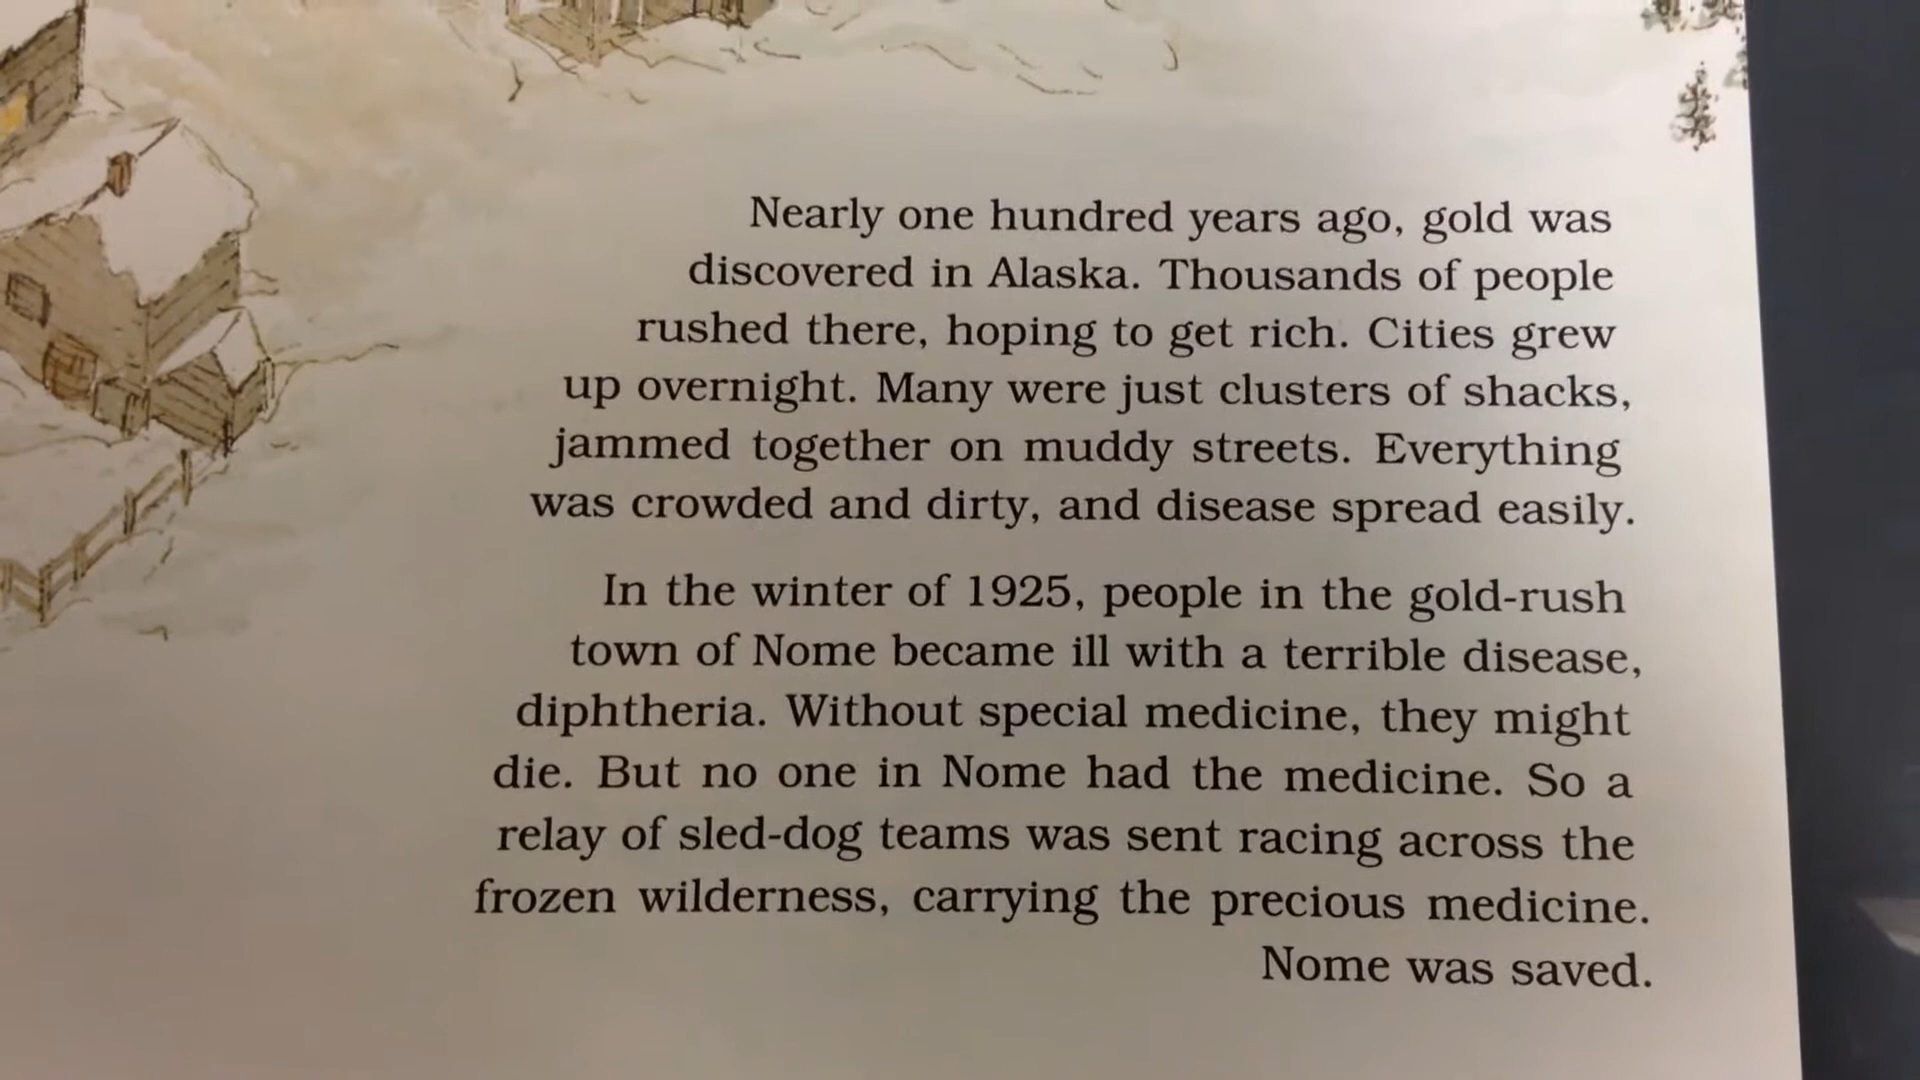 Nearly one hundred years ago, gold was
discovered in Alaska. Thousands of people
rushed there, hoping to get rich. Cities grew
up overnight. Many were just clusters of shacks,
jammed together on muddy streets. Everything
was crowded and dirty, and disease spread easily.
In the winter of 1925, people in the gold-rush
town of Nome became ill with a terrible disease,
diphtheria. Without special medicine, they might
die. But no one in Nome had the medicine. So a
relay of sled-dog teams was sent racing across the
frozen wilderness, carrying the precious medicine.
Nome was saved.